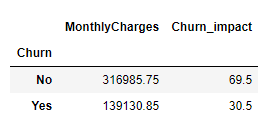 MonthlyCharges Churn_impact
Churn
No 316985.75 69.5
Yes 139130.85 30.5